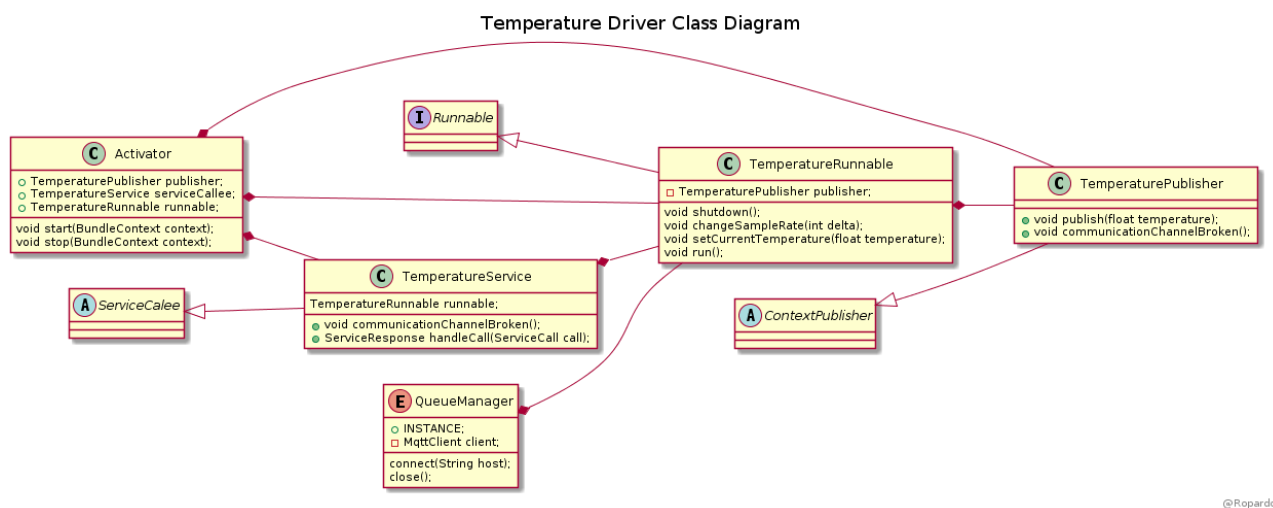 Temperature Driver Class Diagram
I Runnable
C Activator
TemperaturePublisher publisher;
TemperatureService serviceCallee;
TemperatureRunnable runnable;
void start(BundleContext context);
void stop(BundleContext context);
C TemperatureRunnable
TemperaturePublisher publisher;
void shutdown();
void changeSampleRate(int delta);
void setCurrentTemperature(float temperature);
void run();
C TemperaturePublisher
void publish(float temperature);
void communicationChannelBroken();
C TemperatureService
TemperatureRunnable runnable;
void communicationChannelBroken();
ServiceResponse handleCall(ServiceCall call);
A ServiceCalee
A ContextPublisher
E QueueManager
INSTANCE;
MqttClient client;
connect(String host);
close();
@Ropardo